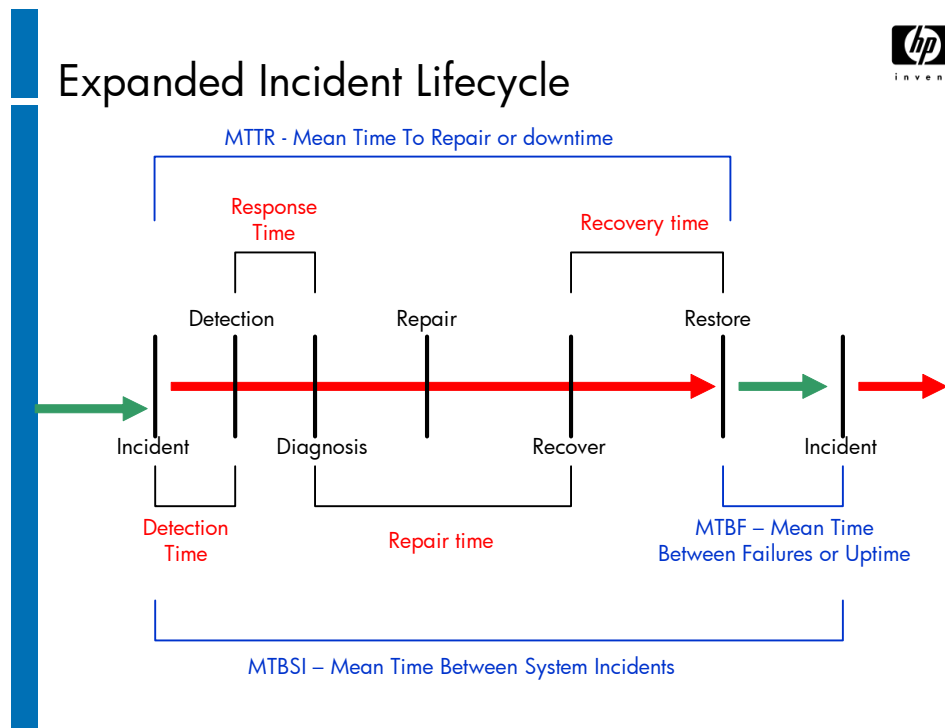 Expanded Incident Lifecycle
hp
inven
MTTR - Mean Time To Repair or downtime
Response
Time
Recovery time
Detection
Repair
Restore
Incident
Diagnosis
Recover
Incident
Detection
Time
Repair time
MTBF – Mean Time
Between Failures or Uptime
MTBSI – Mean Time Between System Incidents